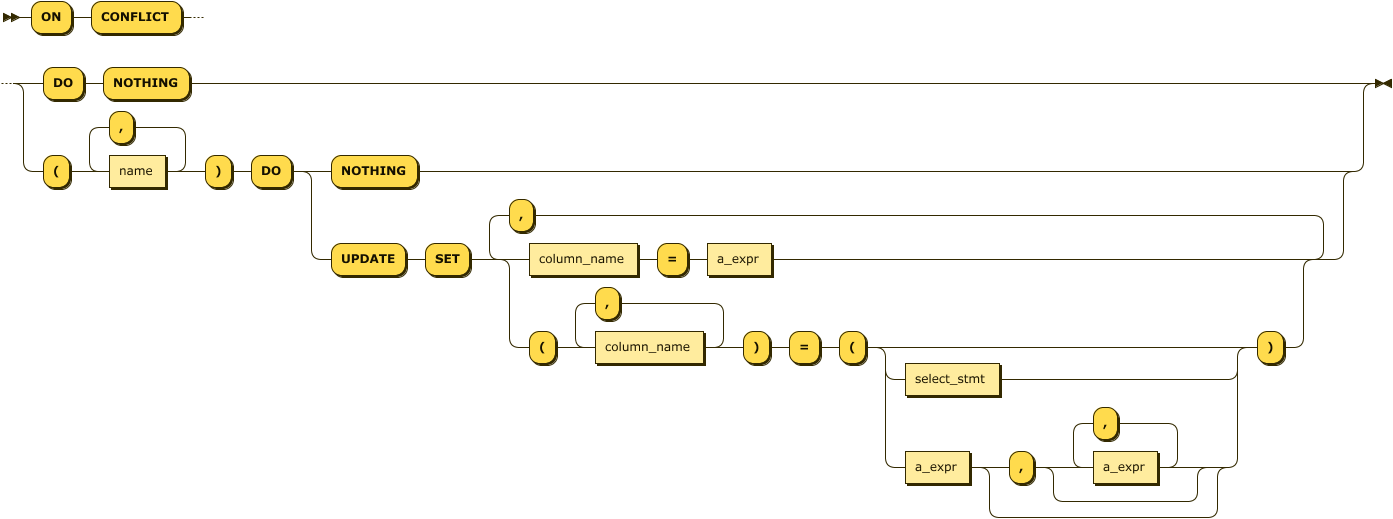 ON CONFLICT
DO NOTHING
,
( name ) DO NOTHING
,
UPDATE SET column_name = a_expr
,
( column_name ) = ( )
select_stmt
,
a_expr , a_expr